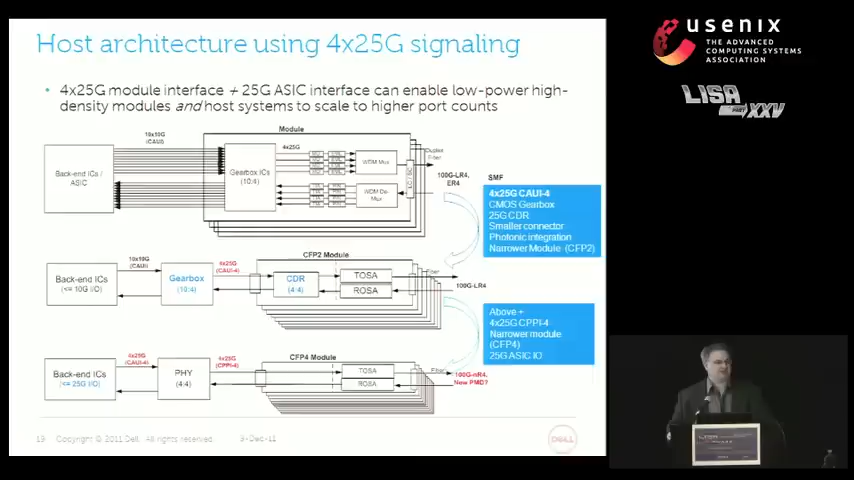 Host architecture using 4x25G signaling
• 4x25G module interface + 25G ASIC interface can enable low-power high-
density modules and host systems to scale to higher port counts
10x10G
(CAUI)
Module
4x25G
Back-end ICs /
ASIC
Gearbox ICs
(10:4)
WDM Mux
WDM De-
Mux
Duplex
Fiber
100G-LR4,
ER4
SMF
4x25G CAUI-4
CMOS Gearbox
25G CDR
Smaller connector
Photonic integration
Narrower Module (CFP2)
10x10G
(CAUI)
4x25G
(CAUI-4)
CFP2 Module
Back-end ICs
(<= 10G I/O)
Gearbox
(10:4)
CDR
(4:4)
TOSA
ROSA
Fiber
100G-LR4
Above +
4x25G CPPI-4
Narrower module
(CFP4)
25G ASIC IO
4x25G
(CAUI-4)
4x25G
(CPPI-4)
CFP4 Module
Back-end ICs
(<= 25G I/O)
PHY
(4:4)
TOSA
ROSA
Fiber
100G-nR4,
New PMD?
19 Copyright © 2011 Dell. All rights reserved
9-Dec-11
DELL
usenix
THE ADVANCED
COMPUTING SYSTEMS
ASSOCIATION
LISA
XXV